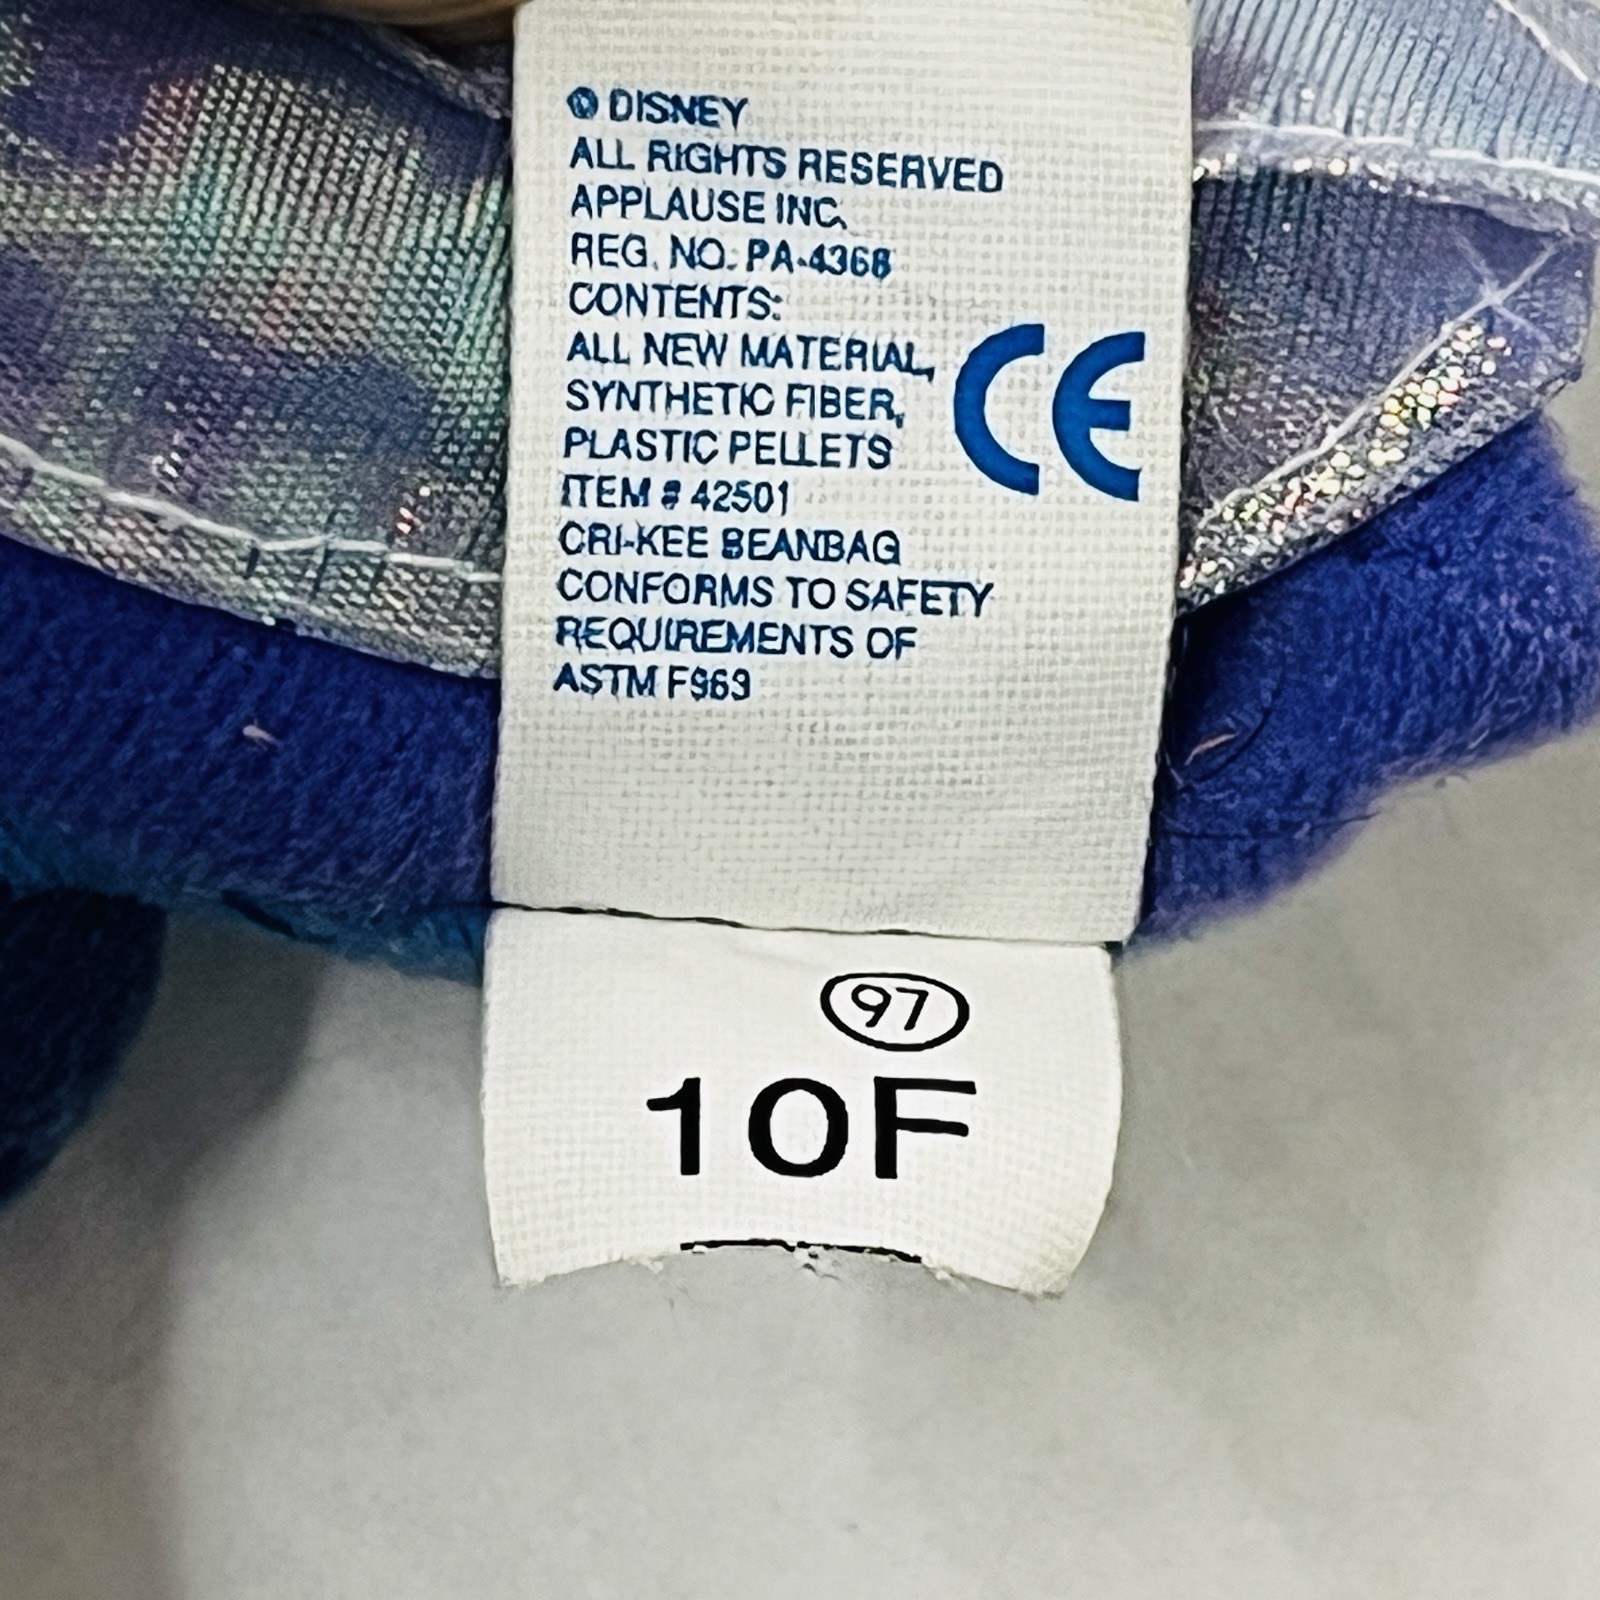 © DISNEY
ALL RIGHTS RESERVED
APPLAUSE INC.
REG. NO. PA-4368
CONTENTS:
ALL NEW MATERIAL,
SYNTHETIC FIBER,
PLASTIC PELLETS
ITEM # 42501
CRI-KEE BEANBAG
CONFORMS TO SAFETY
REQUIREMENTS OF
ASTM F963
CE
97
10F